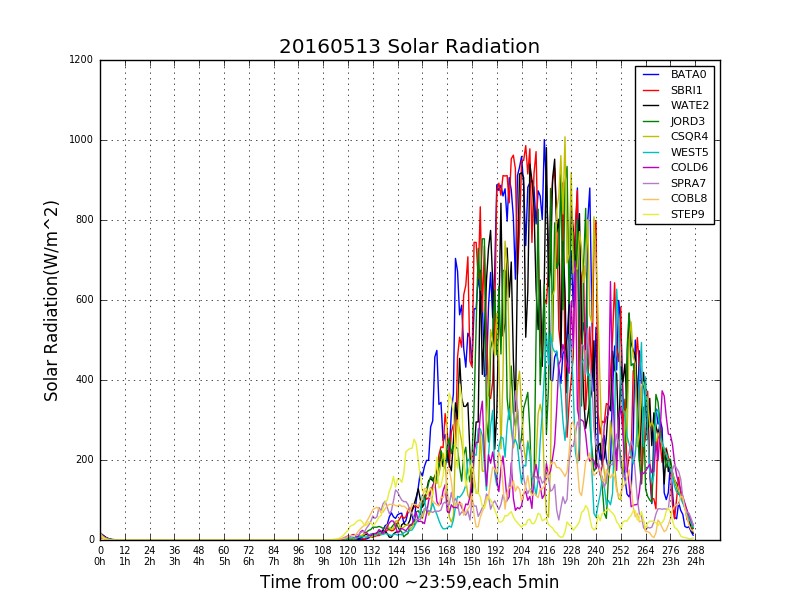 20160513 Solar Radiation
1200
1000
800
600
400
200
0
Solar Radiation(W/m^2)
BATA0
SBRI1
WATE2
JORD3
CSQR4
WEST5
COLD6
SPRA7
COBL8
STEP9
0 12 24 36 48 60 72 84 96 108 120 132 144 156 168 180 192 204 216 228 240 252 264 276 288
0h 1h 2h 3h 4h 5h 6h 7h 8h 9h 10h 11h 12h 13h 14h 15h 16h 17h 18h 19h 20h 21h 22h 23h 24h
Time from 00:00 ~23:59,each 5min